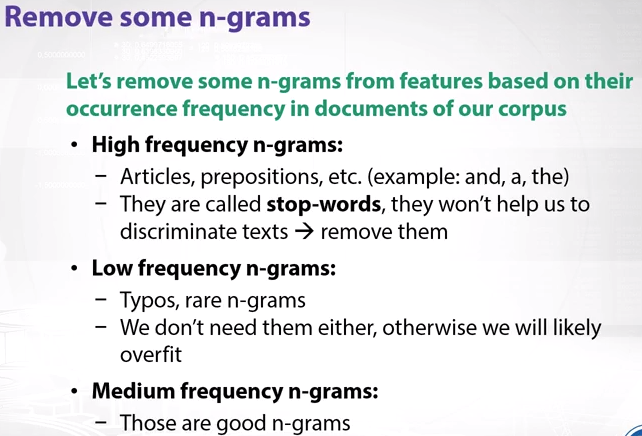 Remove some n-grams
Let's remove some n-grams from features based on their
occurrence frequency in documents of our corpus
• High frequency n-grams:
– Articles, prepositions, etc. (example: and, a, the)
– They are called stop-words, they won't help us to
discriminate texts → remove them
• Low frequency n-grams:
– Typos, rare n-grams
– We don't need them either, otherwise we will likely
overfit
• Medium frequency n-grams:
– Those are good n-grams